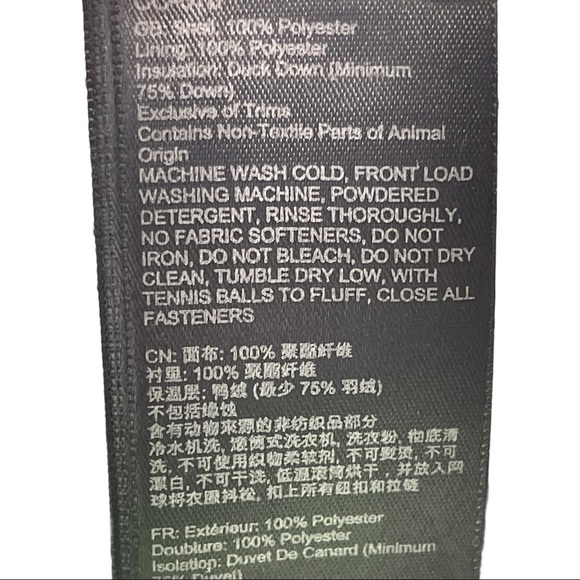 GB: Shell: 100% Polyester
Lining: 100% Polyester
Insulation: Duck Down (Minimum
75% Down)
Exclusive of Trims
Contains Non-Textile Parts of Animal
Origin
MACHINE WASH COLD, FRONT LOAD
WASHING MACHINE, POWDERED
DETERGENT, RINSE THOROUGHLY,
NO FABRIC SOFTENERS, DO NOT
IRON, DO NOT BLEACH, DO NOT DRY
CLEAN, TUMBLE DRY LOW, WITH
TENNIS BALLS TO FLUFF, CLOSE ALL
FASTENERS
CN: 面布: 100% 聚酯纤维
衬里: 100% 聚酯纤维
保温层: 鸭绒 (最少 75% 羽绒)
不包括缘饰
含有动物來源的非纺织品部分
冷水机洗, 滚筒式洗衣机, 洗衣粉, 彻底清
洗, 不可使用织物柔软剂, 不可熨烫, 不可
漂白, 不可干洗, 低温滚筒烘干, 并放入网
球将衣服抖松, 扣上所有纽扣和拉链
FR: Extérieur: 100% Polyester
Doublure: 100% Polyester
Isolation: Duvet De Canard (Minimum
75% Duvet)